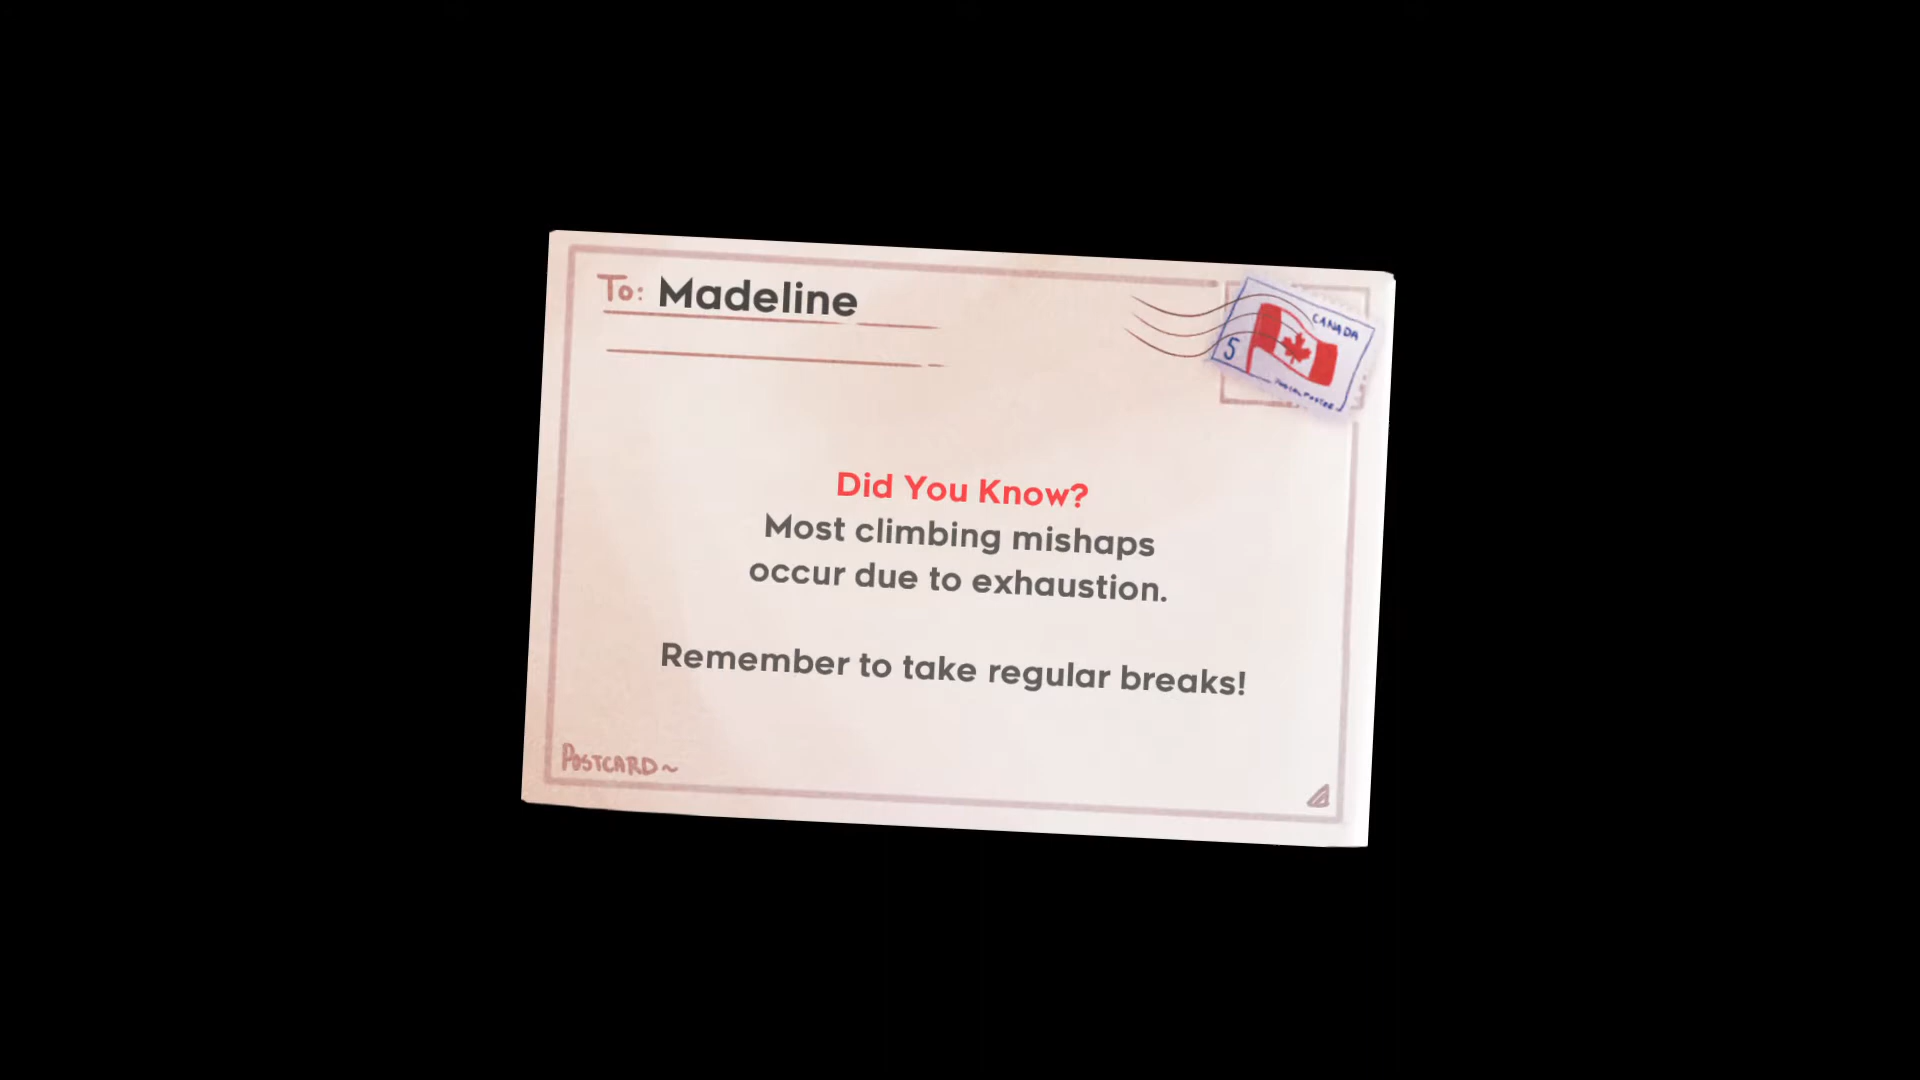 To: Madeline
CANADA
5
Did You Know?
Most climbing mishaps
occur due to exhaustion.
Remember to take regular breaks!
POSTCARD~